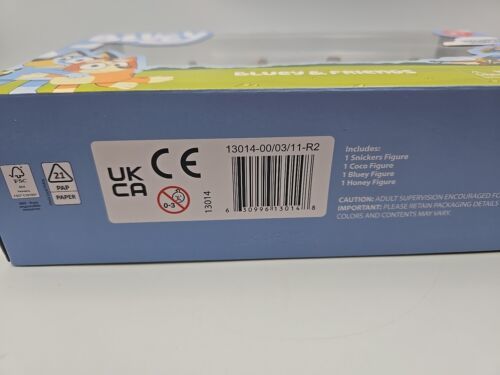 BLUEY & FRIENDS
FSC
21
PAP
PAPER
UK
CA
CE
0-3
13014
13014-00/03/11-R2
6 30996 13014 8
Includes:
1 Snickers Figure
1 Coco Figure
1 Bluey Figure
1 Honey Figure
CAUTION: ADULT SUPERVISION ENCOURAGED
IMPORTANT: PLEASE RETAIN PACKAGING DETAILS
COLORS AND CONTENTS MAY VARY.